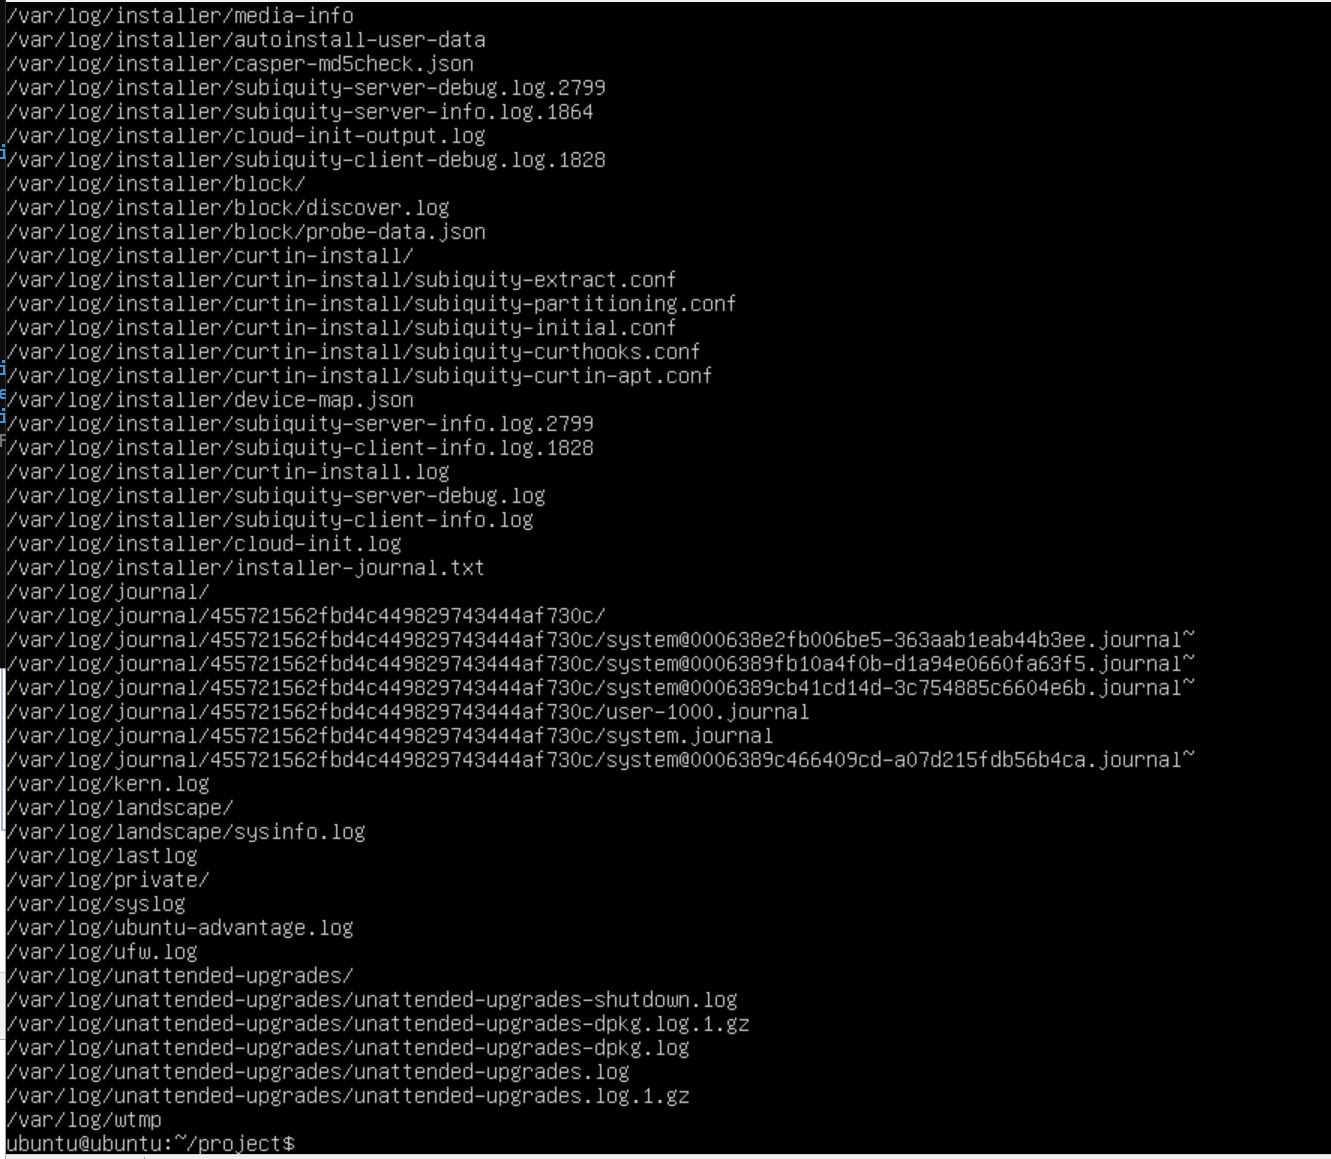 /var/log/installer/media-info
/var/log/installer/autoinstall-user-data
/var/log/installer/casper-md5check.json
/var/log/installer/subiquity-server-debug.log.2799
/var/log/installer/subiquity-server-info.log.1864
/var/log/installer/cloud-init-output.log
/var/log/installer/subiquity-client-debug.log.1828
/var/log/installer/block/
/var/log/installer/block/discover.log
/var/log/installer/block/probe-data.json
/var/log/installer/curtin-install/
/var/log/installer/curtin-install/subiquity-extract.conf
/var/log/installer/curtin-install/subiquity-partitioning.conf
/var/log/installer/curtin-install/subiquity-initial.conf
/var/log/installer/curtin-install/subiquity-curthooks.conf
/var/log/installer/curtin-install/subiquity-curtin-apt.conf
/var/log/installer/device-map.json
/var/log/installer/subiquity-server-info.log.2799
/var/log/installer/subiquity-client-info.log.1828
/var/log/installer/curtin-install.log
/var/log/installer/subiquity-server-debug.log
/var/log/installer/subiquity-client-info.log
/var/log/installer/cloud-init.log
/var/log/installer/installer-journal.txt
/var/log/journal/
/var/log/journal/455721562fbd4c449829743444af730c/
/var/log/journal/455721562fbd4c449829743444af730c/system@000638e2fb006be5-363aab1eab44b3ee.journal~
/var/log/journal/455721562fbd4c449829743444af730c/system@0006389fb10a4f0b-d1a94e0660fa63f5.journal~
/var/log/journal/455721562fbd4c449829743444af730c/system@0006389cb41cd14d-3c754885c6604e6b.journal~
/var/log/journal/455721562fbd4c449829743444af730c/user-1000.journal
/var/log/journal/455721562fbd4c449829743444af730c/system.journal
/var/log/journal/455721562fbd4c449829743444af730c/system@0006389c466409cd-a07d215fdb56b4ca.journal~
/var/log/kern.log
/var/log/landscape/
/var/log/landscape/sysinfo.log
/var/log/lastlog
/var/log/private/
/var/log/syslog
/var/log/ubuntu-advantage.log
/var/log/ufw.log
/var/log/unattended-upgrades/
/var/log/unattended-upgrades/unattended-upgrades-shutdown.log
/var/log/unattended-upgrades/unattended-upgrades-dpkg.log.1.gz
/var/log/unattended-upgrades/unattended-upgrades-dpkg.log
/var/log/unattended-upgrades/unattended-upgrades.log
/var/log/unattended-upgrades/unattended-upgrades.log.1.gz
/var/log/wtmp
ubuntu@ubuntu:~/project$